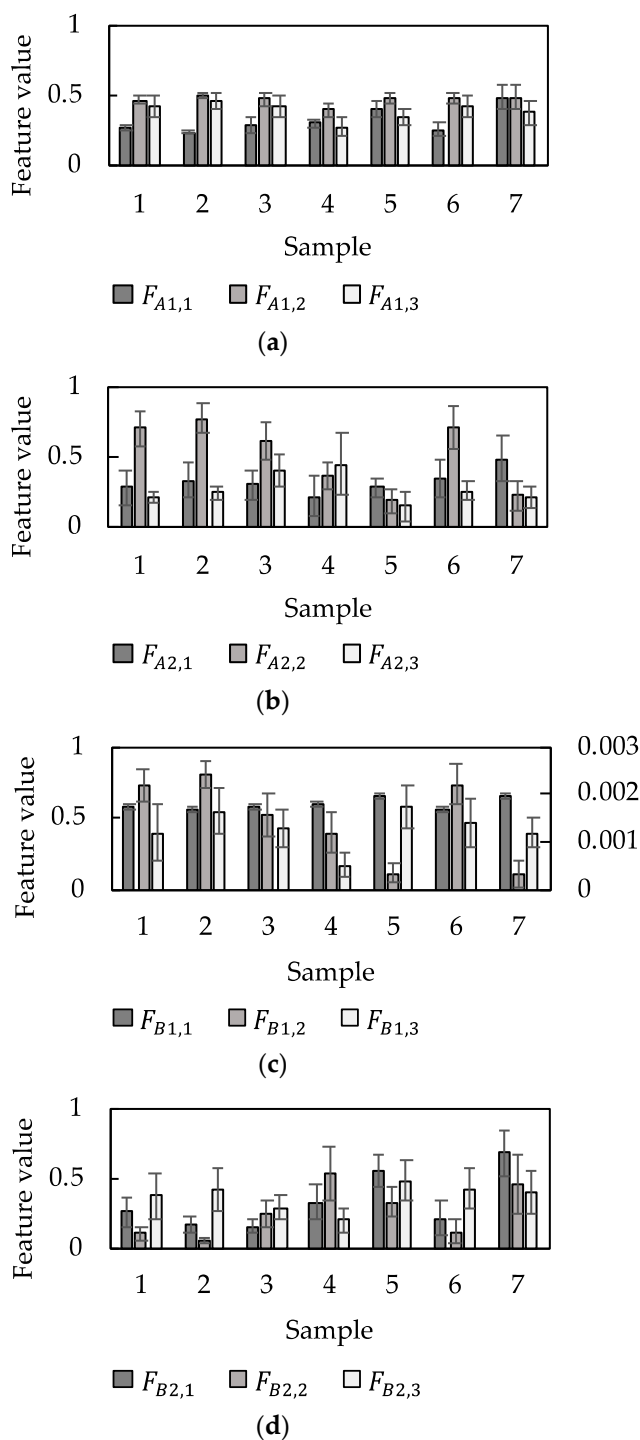 1
0.5
0
Feature value
1 2 3 4 5 6 7
Sample
F_{A1,1} F_{A1,2} F_{A1,3}
(a)
1
0.5
0
Feature value
1 2 3 4 5 6 7
Sample
F_{A2,1} F_{A2,2} F_{A2,3}
(b)
1 0.003
0.002
0.5
0.001
0 0
Feature value
1 2 3 4 5 6 7
Sample
F_{B1,1} F_{B1,2} F_{B1,3}
(c)
1
0.5
0
Feature value
1 2 3 4 5 6 7
Sample
F_{B2,1} F_{B2,2} F_{B2,3}
(d)